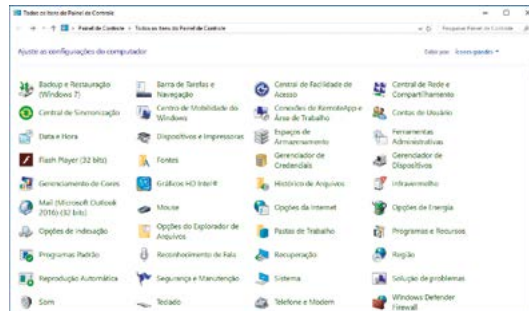 Todos os Itens do Painel de Controle
Painel de Controle > Todos os Itens do Painel de Controle
Pesquisar Painel de Controle
Ajuste as configurações do computador
Exibir por: Ícones grandes
Backup e Restauração (Windows 7)
Barra de Tarefas e Navegação
Central de Facilidade de Acesso
Central de Rede e Compartilhamento
Central de Sincronização
Centro de Mobilidade do Windows
Conexões de RemoteApp e Área de Trabalho
Contas de Usuário
Data e Hora
Dispositivos e Impressoras
Espaços de Armazenamento
Ferramentas Administrativas
Flash Player (32 bits)
Fontes
Gerenciador de Credenciais
Gerenciador de Dispositivos
Gerenciamento de Cores
Gráficos HD Intel®
Histórico de Arquivos
Infravermelho
Mail (Microsoft Outlook 2016) (32 bits)
Mouse
Opções da Internet
Opções de Energia
Opções de Indexação
Opções do Explorador de Arquivos
Pastas de Trabalho
Programas e Recursos
Programas Padrão
Reconhecimento de Fala
Recuperação
Região
Reprodução Automática
Segurança e Manutenção
Sistema
Solução de problemas
Som
Teclado
Telefone e Modem
Windows Defender Firewall